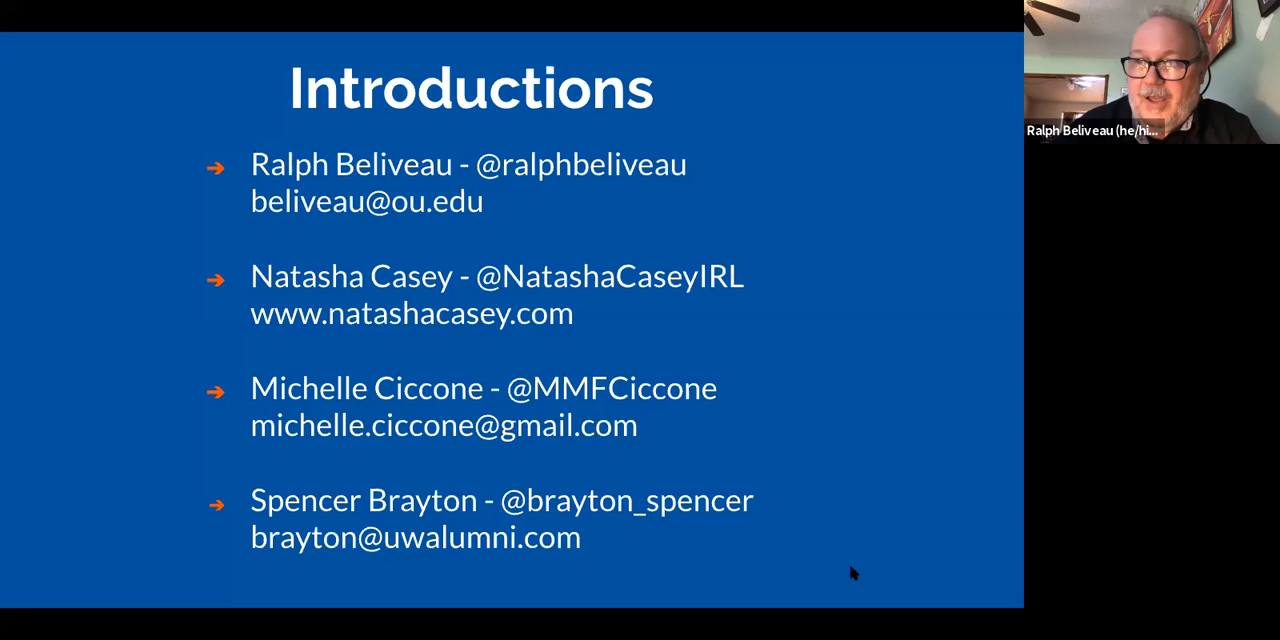 Introductions
➔ Ralph Beliveau - @ralphbeliveau
beliveau@ou.edu
➔ Natasha Casey - @NatashaCaseyIRL
www.natashacasey.com
➔ Michelle Ciccone - @MMFCiccone
michelle.ciccone@gmail.com
➔ Spencer Brayton - @brayton_spencer
brayton@uwalumni.com
Ralph Beliveau (he/hi...